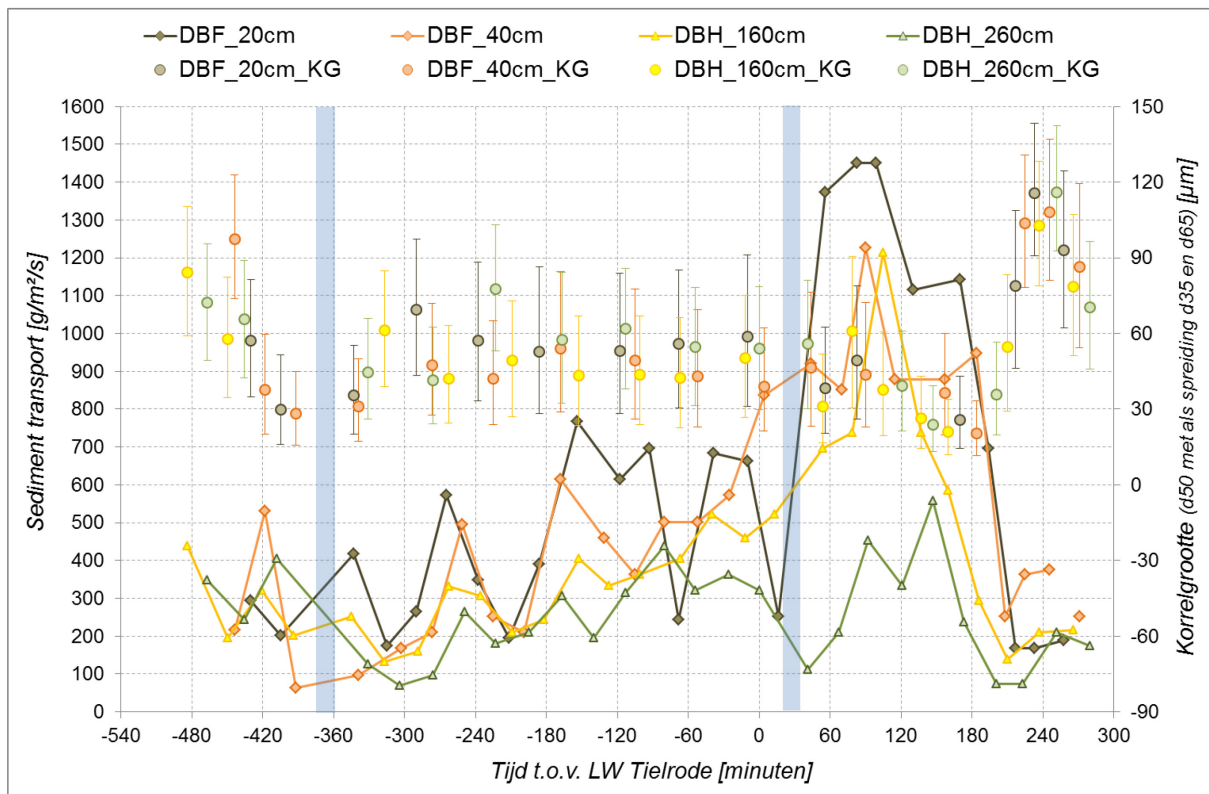 DBF_20cm DBF_40cm DBH_160cm DBH_260cm
DBF_20cm_KG DBF_40cm_KG DBH_160cm_KG DBH_260cm_KG
1600 150
1500
1400 120
1300
1200 90
1100
1000 60
900
800 30
700
600 0
500
400 -30
300
200 -60
100
0 -90
-540 -480 -420 -360 -300 -240 -180 -120 -60 0 60 120 180 240 300
Sediment transport [g/m²/s]
Korrelgrootte (d50 met als spreiding d35 en d65) [µm]
Tijd t.o.v. LW Tielrode [minuten]